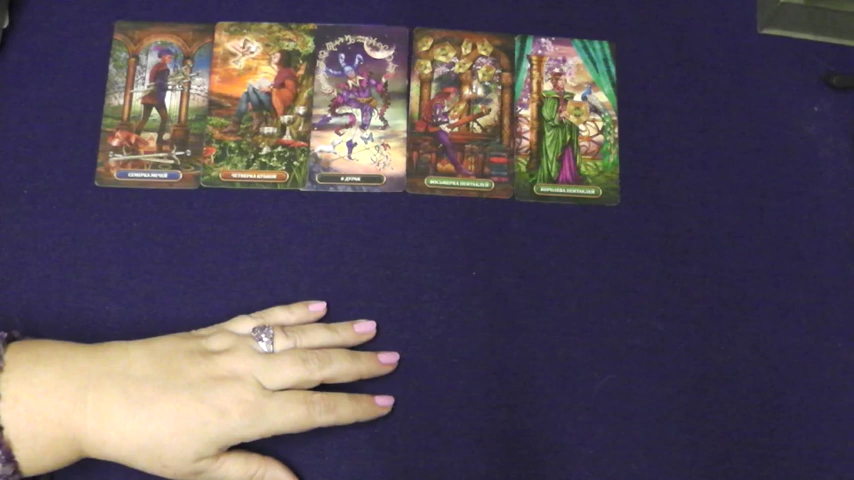 СЕМЕРКА МЕЧЕЙ
ЧЕТВЕРКА КУБКОВ
0 ДУРАК
ВОСЬМЕРКА ПЕНТАКЛЕЙ
КОРОЛЕВА ПЕНТАКЛЕЙ